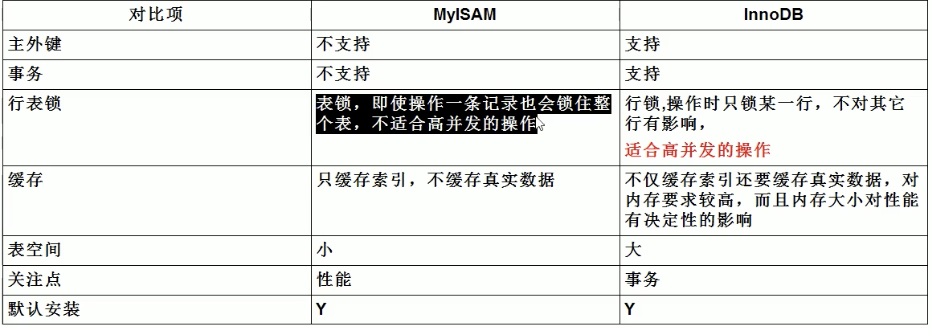 对比项 MyISAM InnoDB
主外键 不支持 支持
事务 不支持 支持
行表锁 表锁，即使操作一条记录也会锁住整 行锁,操作时只锁某一行，不对其它
个表，不适合高并发的操作 行有影响，
适合高并发的操作
缓存 只缓存索引，不缓存真实数据 不仅缓存索引还要缓存真实数据，对
内存要求较高，而且内存大小对性能
有决定性的影响
表空间 小 大
关注点 性能 事务
默认安装 Y Y